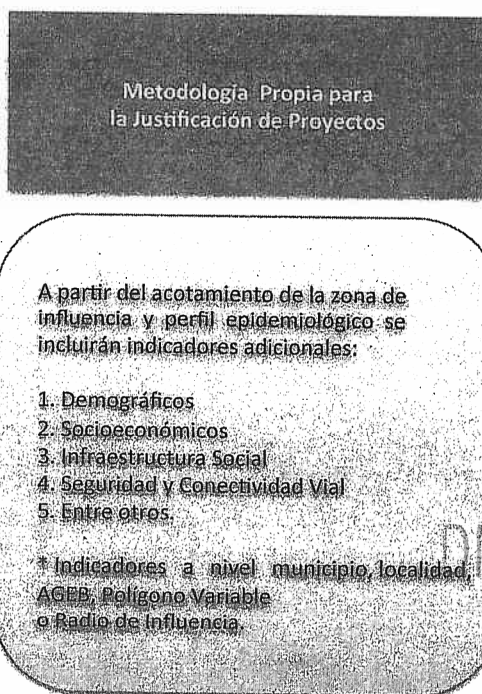 Metodología Propia para
la Justificación de Proyectos
A partir del acotamiento de la zona de
influencia y perfil epidemiológico se
incluirán indicadores adicionales:
1. Demográficos
2. Socioeconómicos
3. Infraestructura Social
4. Seguridad y Conectividad Vial
5. Entre otros.
* Indicadores a nivel municipio, localidad,
AGEB, Polígono Variable
o Radio de Influencia.